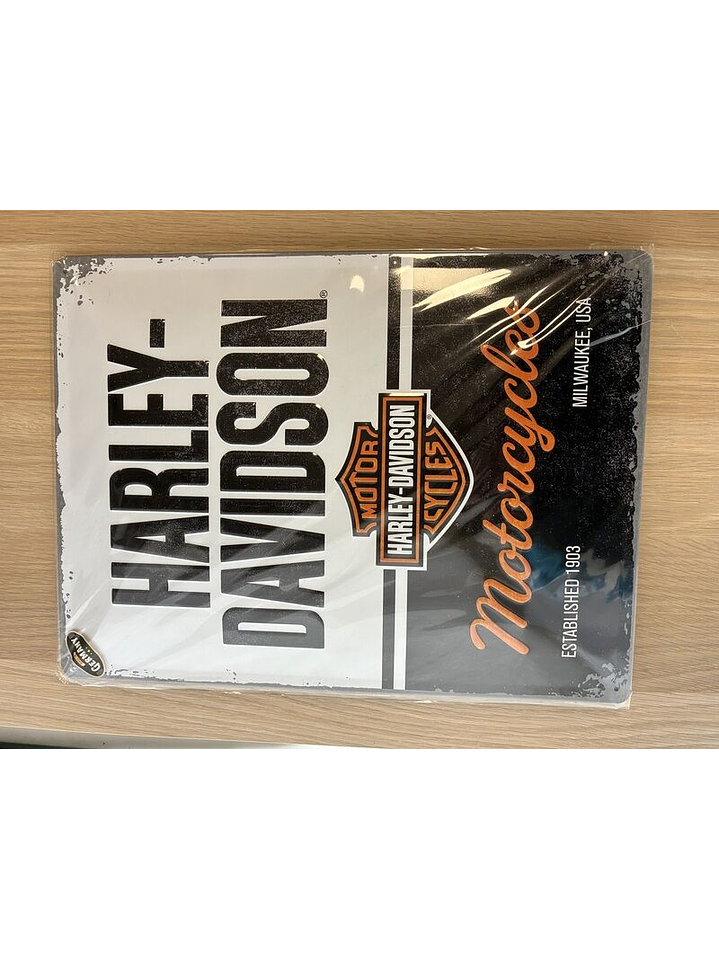 HARLEY-
DAVIDSON®
MOTOR
HARLEY-DAVIDSON
CYCLES
Motorcycles
ESTABLISHED 1903
MILWAUKEE, USA
GERMANY